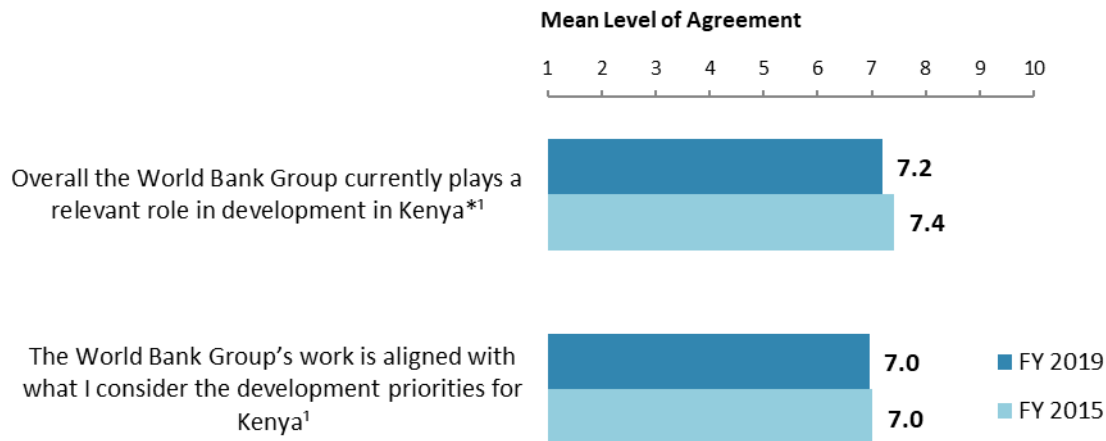 Mean Level of Agreement
1 2 3 4 5 6 7 8 9 10
Overall the World Bank Group currently plays a
relevant role in development in Kenya*¹
7.2
7.4
The World Bank Group’s work is aligned with
what I consider the development priorities for
Kenya¹
7.0
7.0
FY 2019
FY 2015